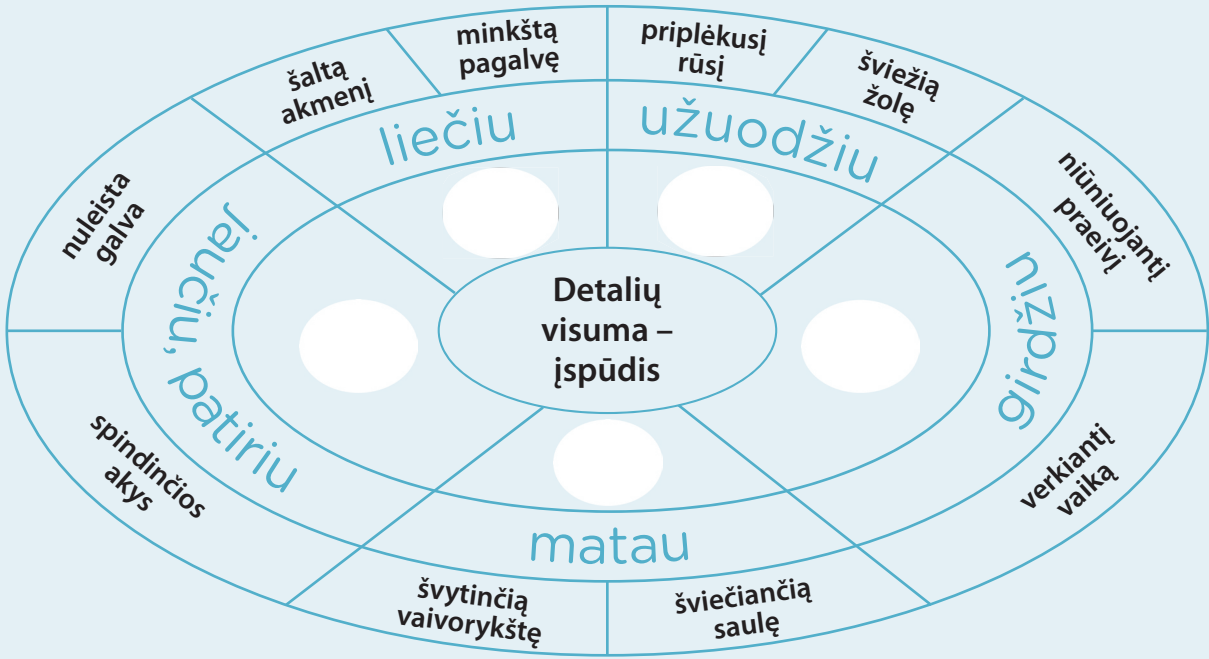 minkštą
pagalvę
priplėkusį
rūsį
šaltą
akmenį
šviežią
žolę
liečiu
užuodžiu
nuleista
galva
niūniuojantį
praeivį
jaučiu, patiriu
girdžiu
Detalių
visuma –
įspūdis
spindinčios
akys
verkiantį
vaiką
matau
švytinčią
vaivorykštę
šviečiančią
saulę